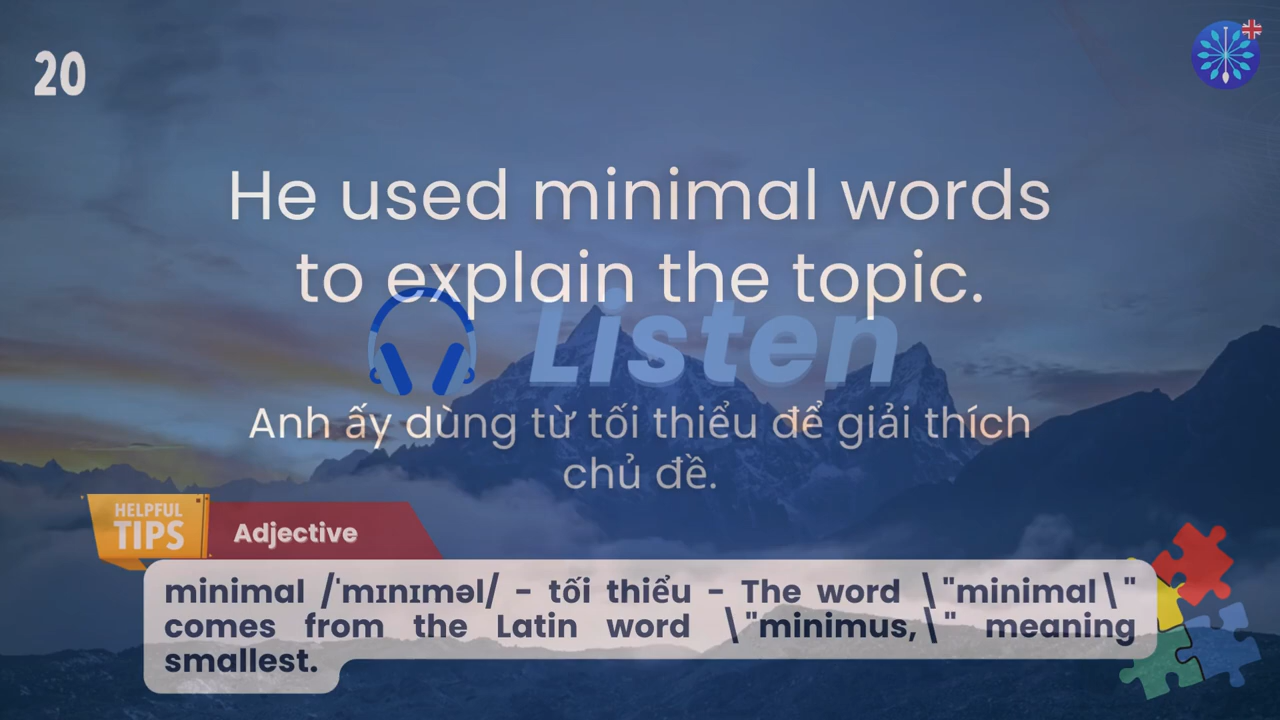 20
He used minimal words
to explain the topic.
Listen
Anh ấy dùng từ tối thiểu để giải thích
chủ đề.
HELPFUL
TIPS
Adjective
minimal /ˈmɪnɪməl/ - tối thiểu - The word \"minimal\"
comes from the Latin word \"minimus,\" meaning
smallest.